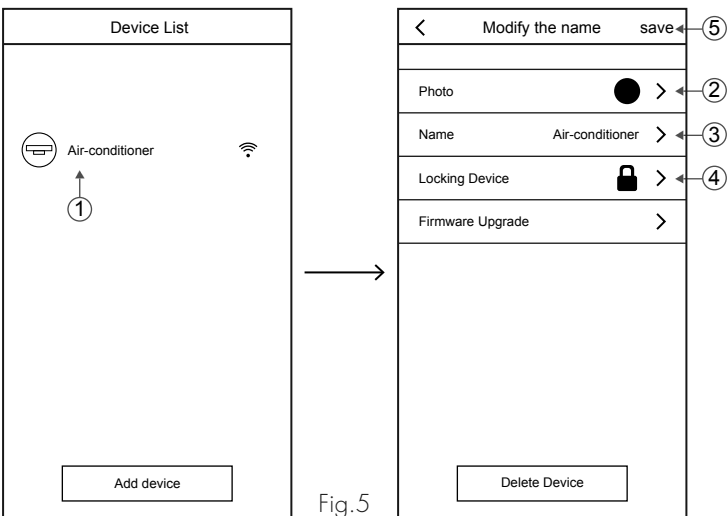 Device List
Air-conditioner
①
Add device
Fig.5
Modify the name save ⑤
Photo ②
Name Air-conditioner ③
Locking Device ④
Firmware Upgrade
Delete Device